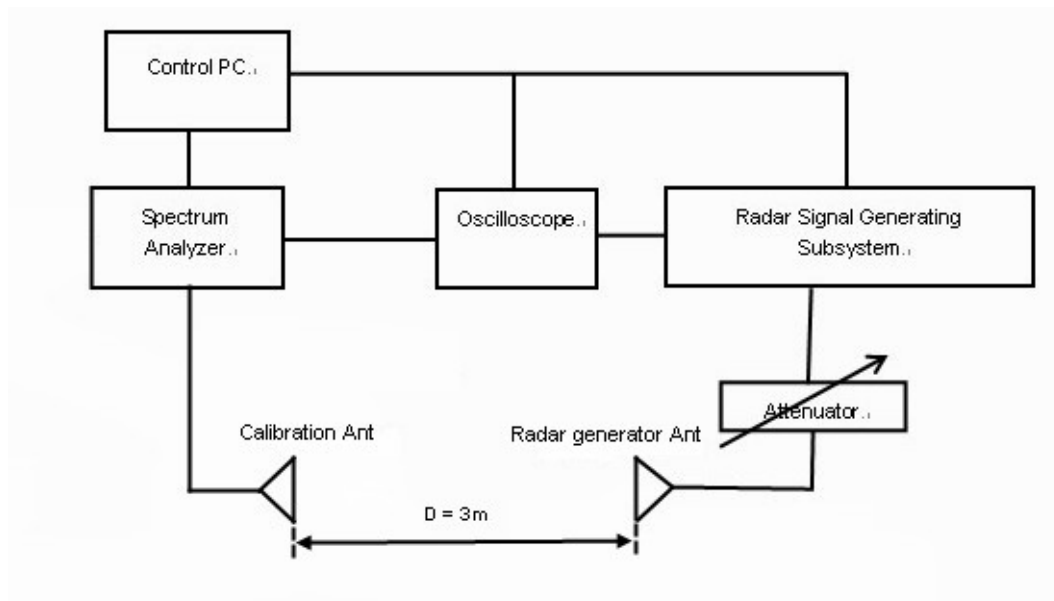 Control PC.
Spectrum
Analyzer.
Oscilloscope.
Radar Signal Generating
Subsystem.
Attenuator.
Calibration Ant
Radar generator Ant
D = 3m